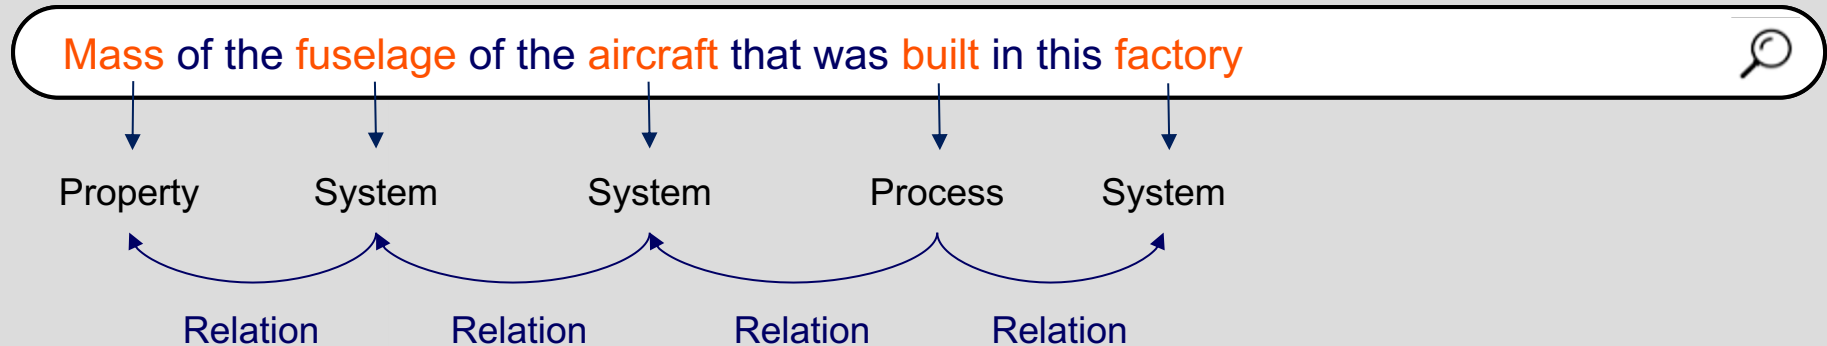 Mass of the fuselage of the aircraft that was built in this factory
Property System System Process System
Relation Relation Relation Relation